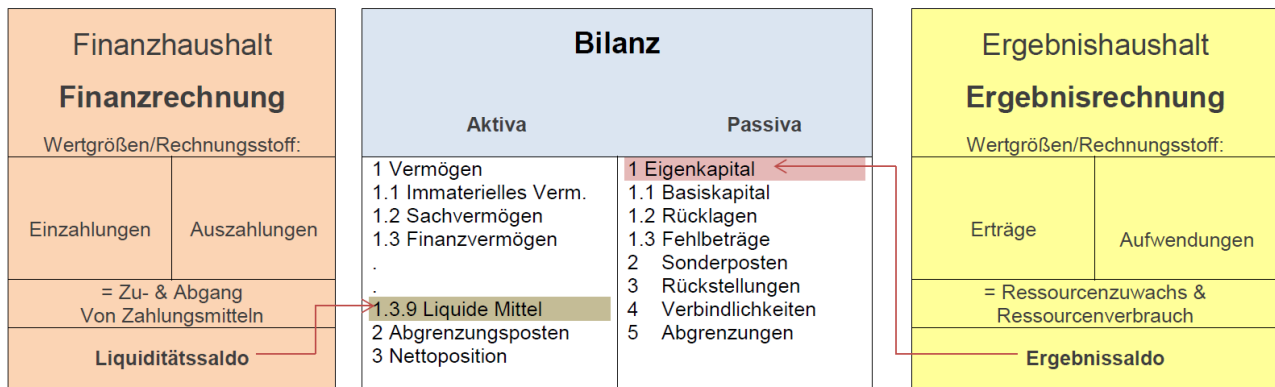 Finanzhaushalt
Finanzrechnung
Wertgrößen/Rechnungsstoff:
Einzahlungen
Auszahlungen
= Zu- & Abgang
Von Zahlungsmitteln
Liquiditätssaldo
Bilanz
Aktiva
1 Vermögen
1.1 Immaterielles Verm.
1.2 Sachvermögen
1.3 Finanzvermögen
.
.
1.3.9 Liquide Mittel
2 Abgrenzungsposten
3 Nettoposition
Passiva
1 Eigenkapital
1.1 Basiskapital
1.2 Rücklagen
1.3 Fehlbeträge
2 Sonderposten
3 Rückstellungen
4 Verbindlichkeiten
5 Abgrenzungen
Ergebnishaushalt
Ergebnisrechnung
Wertgrößen/Rechnungsstoff:
Erträge
Aufwendungen
= Ressourcenzuwachs &
Ressourcenverbrauch
Ergebnissaldo